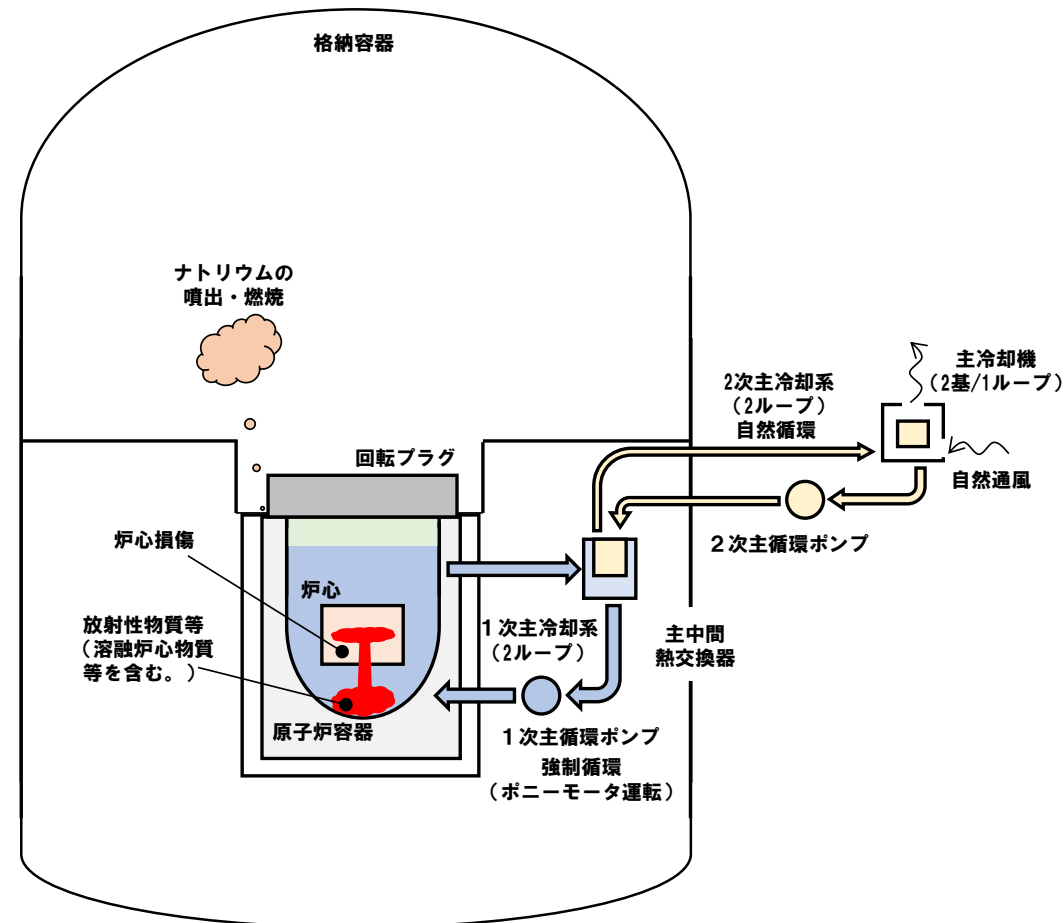 格納容器
ナトリウムの
噴出・燃焼
主冷却機
（2基/1ループ）
2次主冷却系
（2ループ）
自然循環
自然通風
回転プラグ
２次主循環ポンプ
炉心損傷
炉心
放射性物質等
（溶融炉心物質
等を含む。）
１次主冷却系
（2ループ）
主中間
熱交換器
原子炉容器
１次主循環ポンプ
強制循環
（ポニーモータ運転）